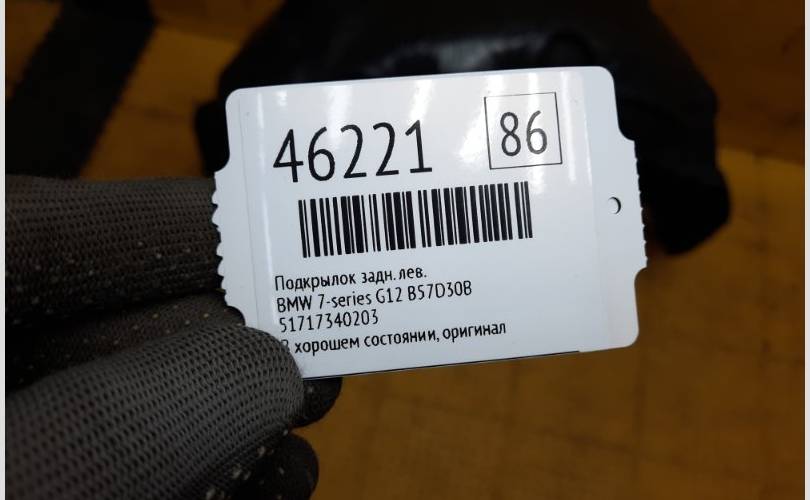 46221
86
Подкрылок задн. лев.
BMW 7-series G12 B57D30B
51717340203
В хорошем состоянии, оригинал